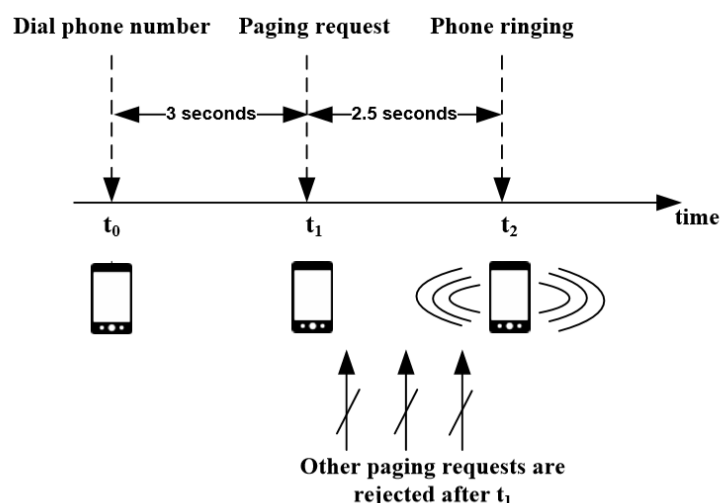 Dial phone number Paging request Phone ringing
3 seconds 2.5 seconds
t₀ t₁ t₂ time
Other paging requests are
rejected after t₁